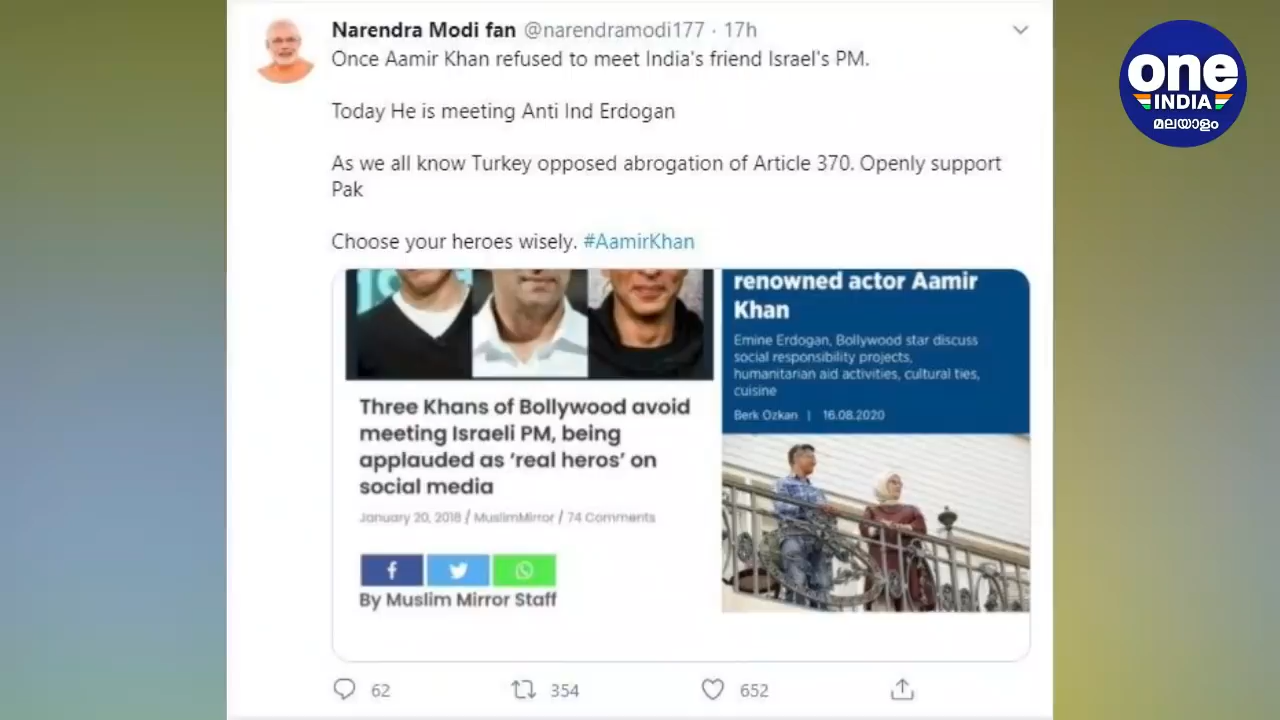 Narendra Modi fan @narendramodi177 · 17h
Once Aamir Khan refused to meet India's friend Israel's PM.
Today He is meeting Anti Ind Erdogan
As we all know Turkey opposed abrogation of Article 370. Openly support
Pak
Choose your heroes wisely. #AamirKhan
Three Khans of Bollywood avoid
meeting Israeli PM, being
applauded as ‘real heros’ on
social media
January 20, 2018 / MuslimMirror / 74 Comments
By Muslim Mirror Staff
renowned actor Aamir
Khan
Emine Erdogan, Bollywood star discuss
social responsibility projects,
humanitarian aid activities, cultural ties,
cuisine
Berk Ozkan | 16.08.2020
62 354 652
one
INDIA
മലയാളം